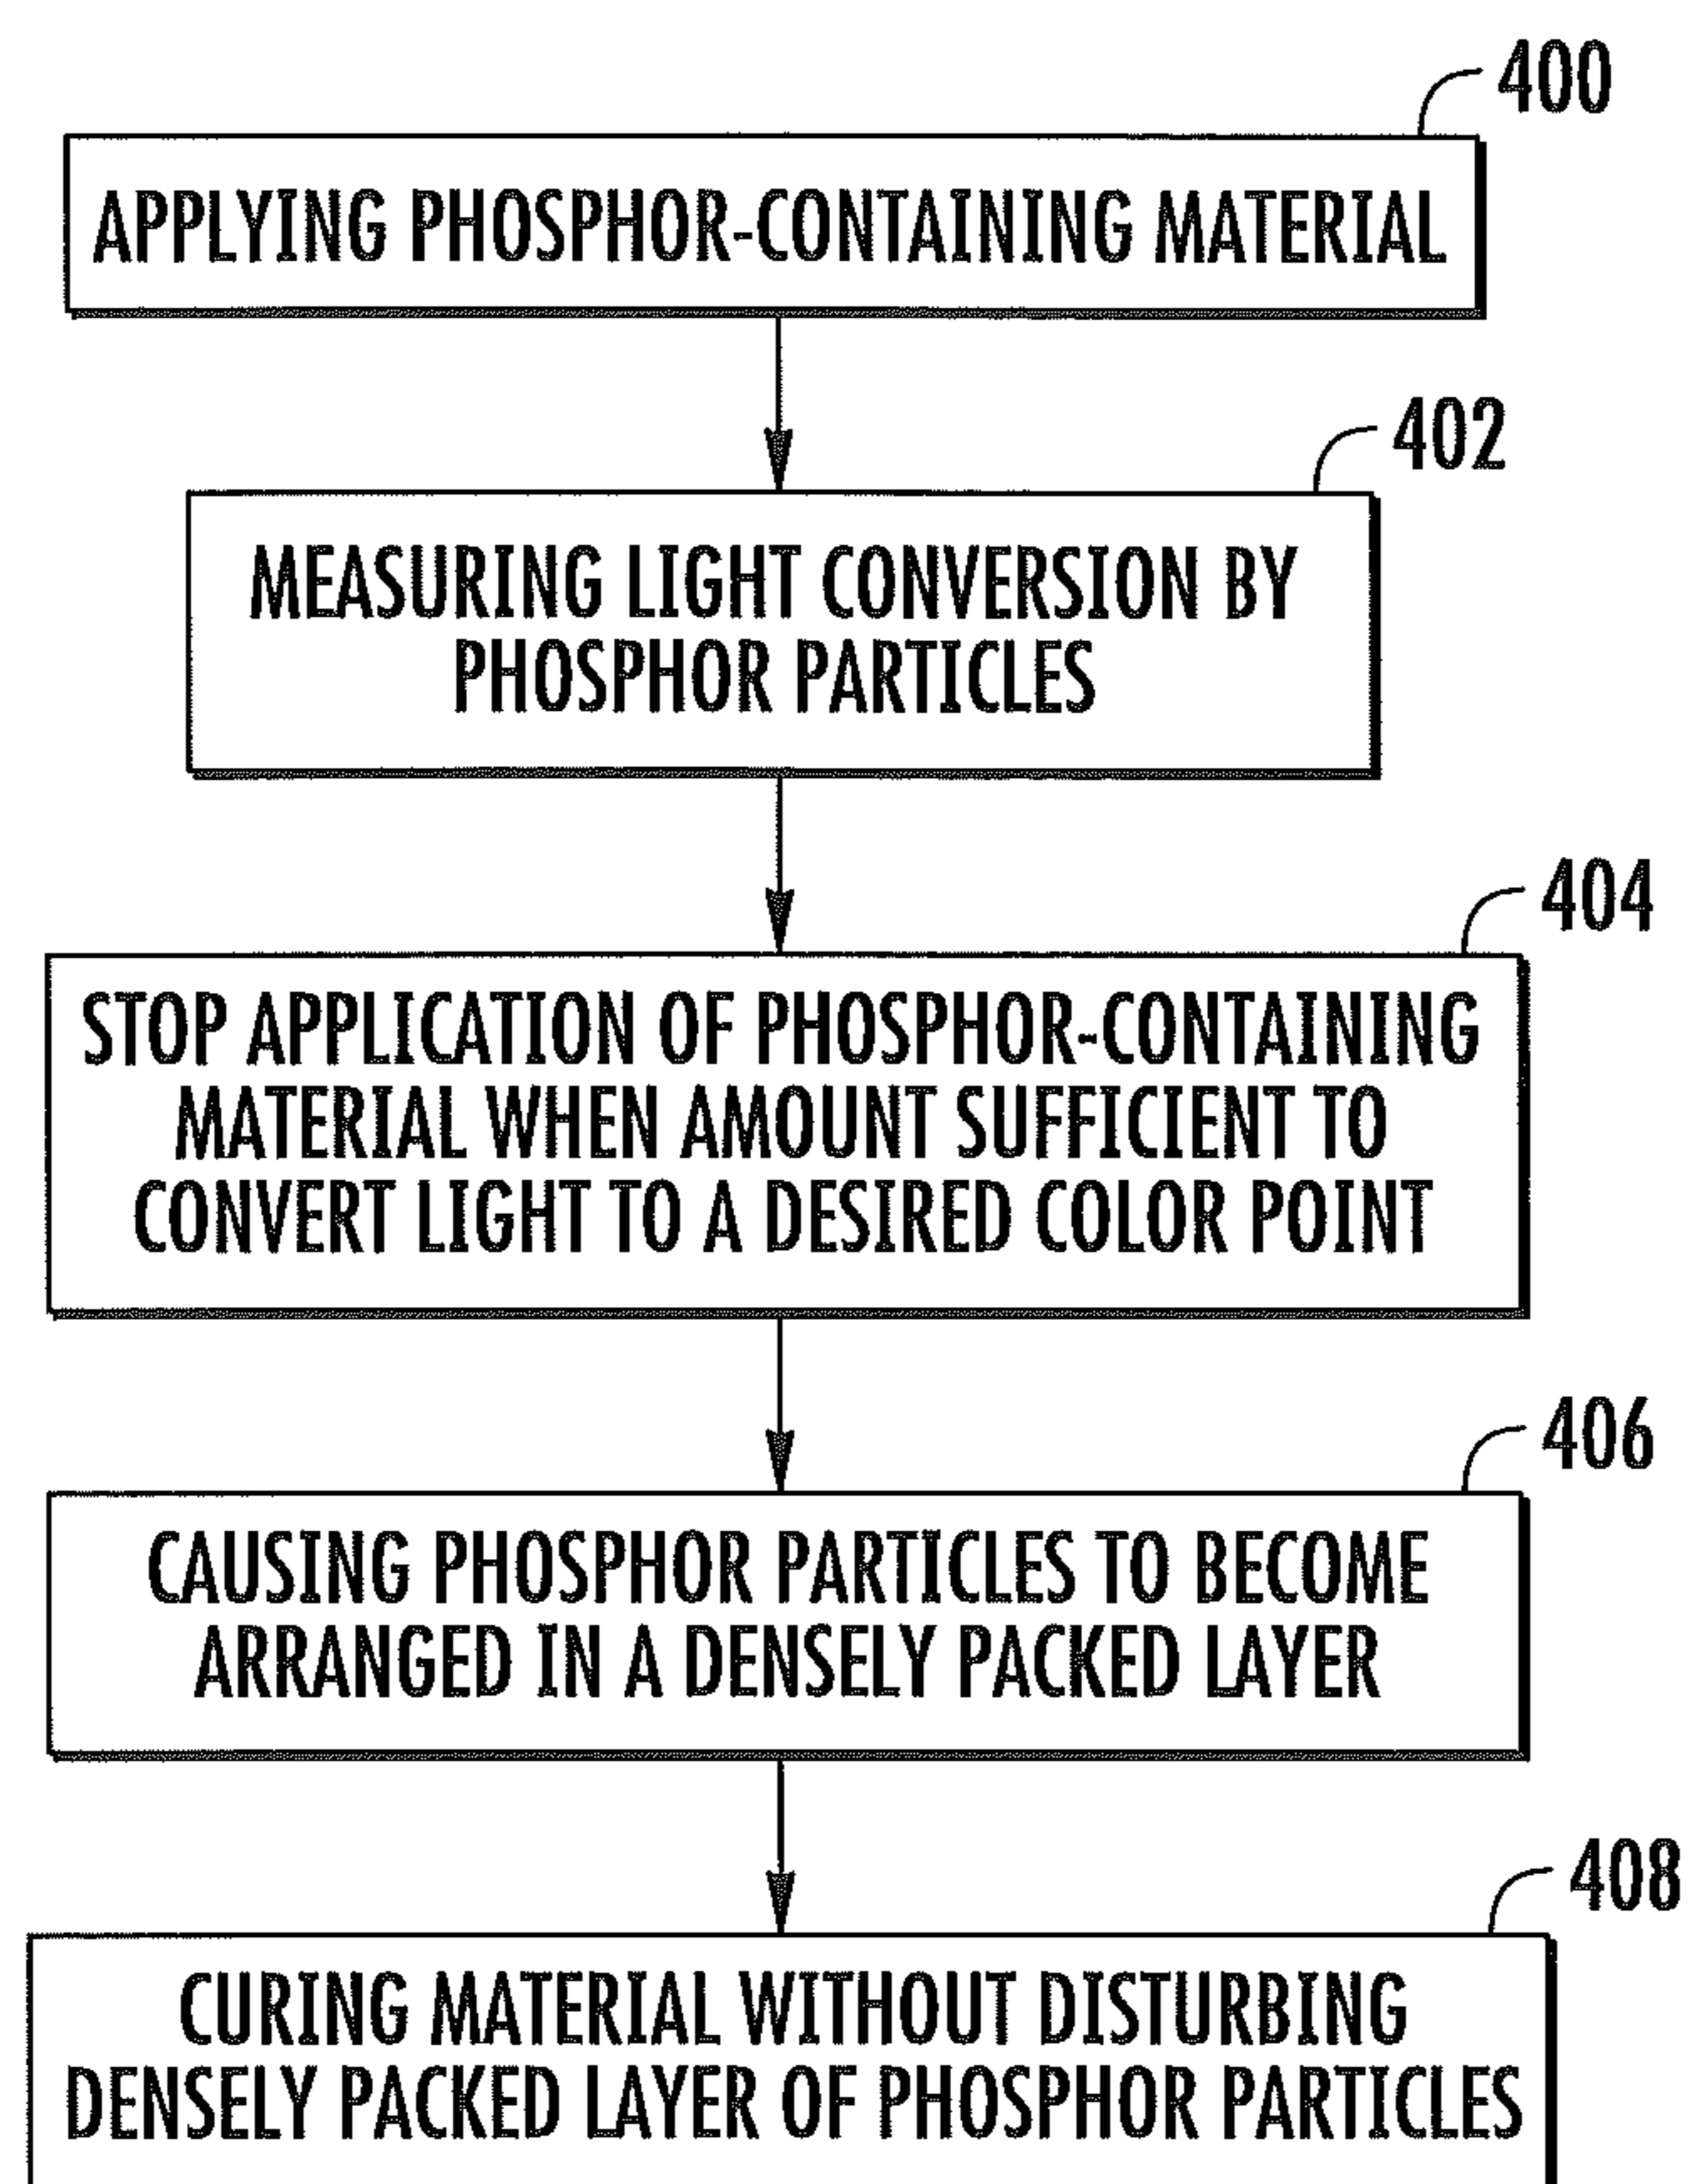 400
APPLYING PHOSPHOR-CONTAINING MATERIAL
402
MEASURING LIGHT CONVERSION BY
PHOSPHOR PARTICLES
404
STOP APPLICATION OF PHOSPHOR-CONTAINING
MATERIAL WHEN AMOUNT SUFFICIENT TO
CONVERT LIGHT TO A DESIRED COLOR POINT
406
CAUSING PHOSPHOR PARTICLES TO BECOME
ARRANGED IN A DENSELY PACKED LAYER
408
CURING MATERIAL WITHOUT DISTURBING
DENSELY PACKED LAYER OF PHOSPHOR PARTICLES